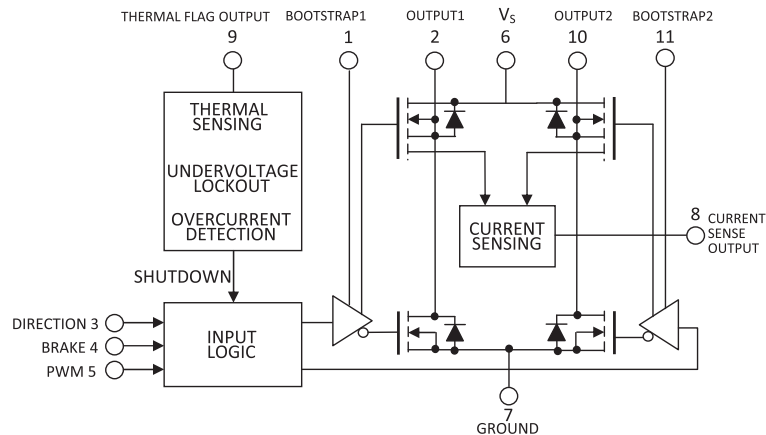 THERMAL FLAG OUTPUT
9
BOOTSTRAP1
1
OUTPUT1
2
VS
6
OUTPUT2
10
BOOTSTRAP2
11
THERMAL
SENSING
UNDERVOLTAGE
LOCKOUT
OVERCURRENT
DETECTION
CURRENT
SENSING
8
CURRENT
SENSE
OUTPUT
SHUTDOWN
DIRECTION 3
BRAKE 4
PWM 5
INPUT
LOGIC
7
GROUND